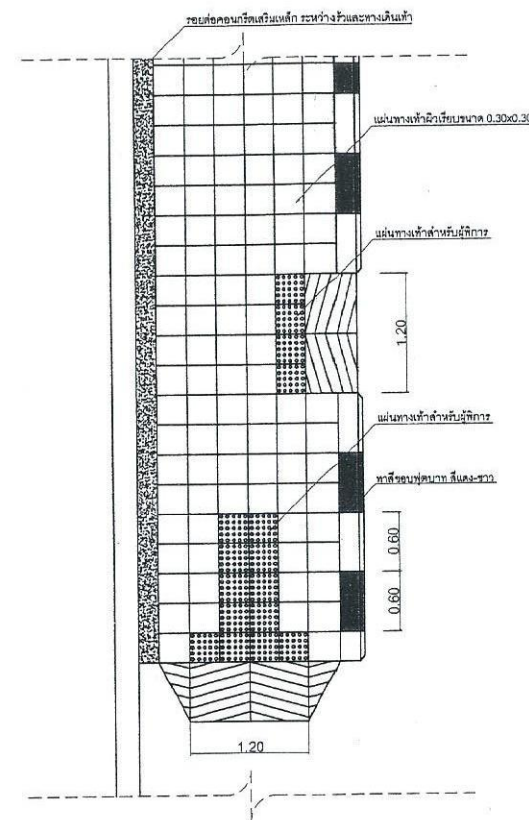 รอยต่อคอนกรีตเสริมเหล็ก ระหว่างรั้วและทางเดินเท้า
แผ่นทางเท้าผิวเรียบขนาด 0.30x0.30
แผ่นทางเท้าสำหรับผู้พิการ
1.20
แผ่นทางเท้าสำหรับผู้พิการ
ทาสีขอบฟุตบาท สีแดง-ขาว
0.60
0.60
1.20